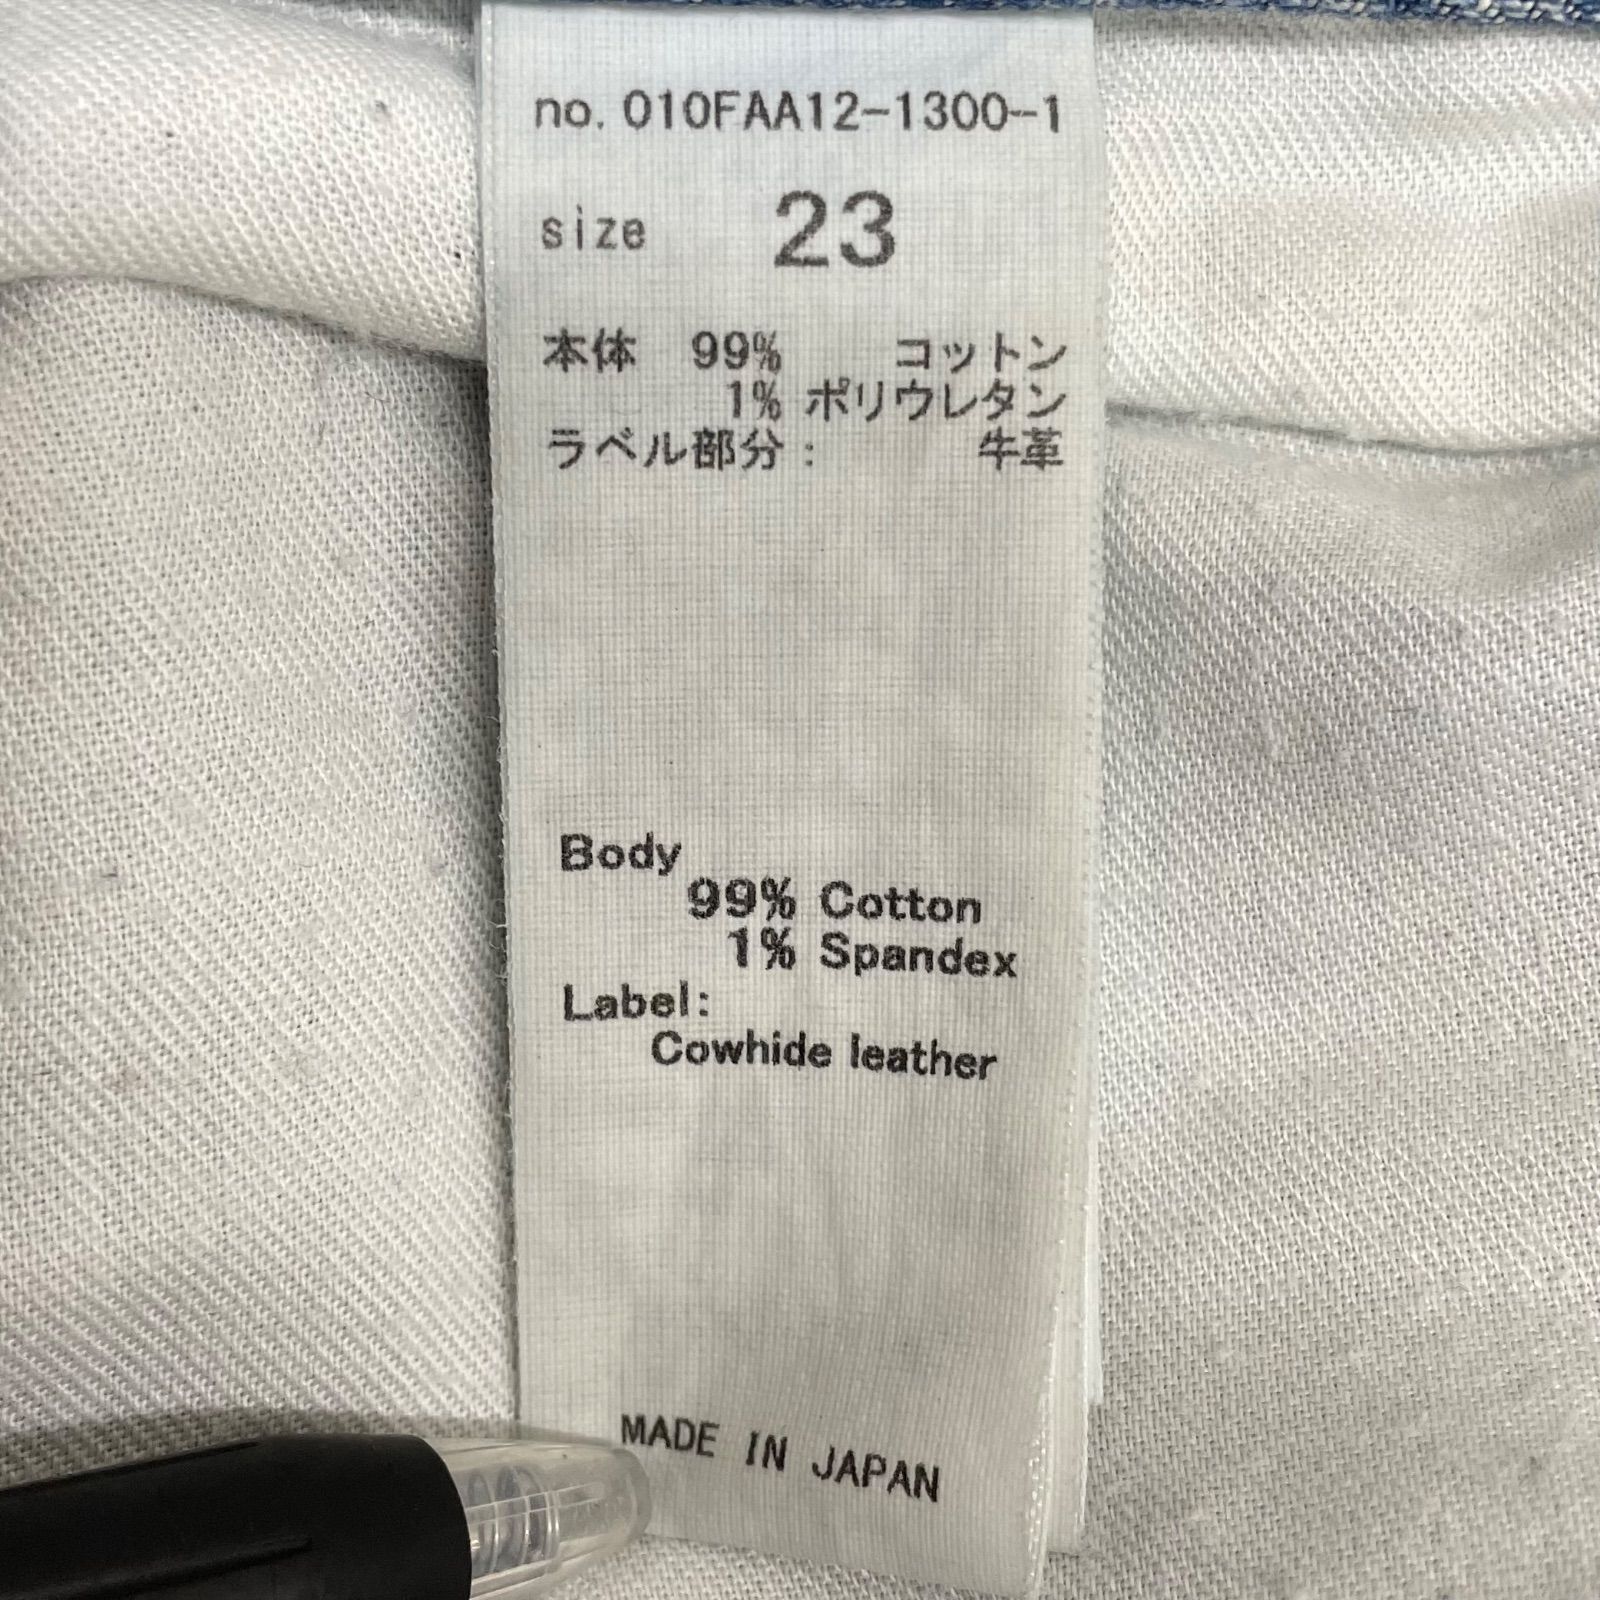 no. 010FAA12-1300-1
size 23
本体 99% コットン
1% ポリウレタン
ラベル部分: 牛革
Body
99% Cotton
1% Spandex
Label:
Cowhide leather
MADE IN JAPAN